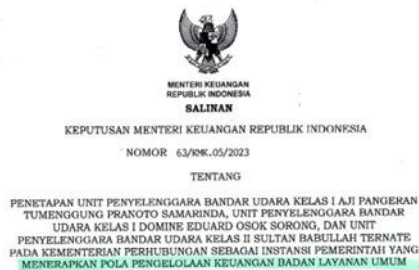 MENTERI KEUANGAN
REPUBLIK INDONESIA
SALINAN
KEPUTUSAN MENTERI KEUANGAN REPUBLIK INDONESIA
NOMOR 63/KMK.05/2023
TENTANG
PENETAPAN UNIT PENYELENGGARA BANDAR UDARA KELAS I AJI PANGERAN
TUMENGGUNG PRANOTO SAMARINDA, UNIT PENYELENGGARA BANDAR
UDARA KELAS I DOMINE EDUARD OSOK SORONG, DAN UNIT
PENYELENGGARA BANDAR UDARA KELAS II SULTAN BABULLAH TERNATE
PADA KEMENTERIAN PERHUBUNGAN SEBAGAI INSTANSI PEMERINTAH YANG
MENERAPKAN POLA PENGELOLAAN KEUANGAN BADAN LAYANAN UMUM